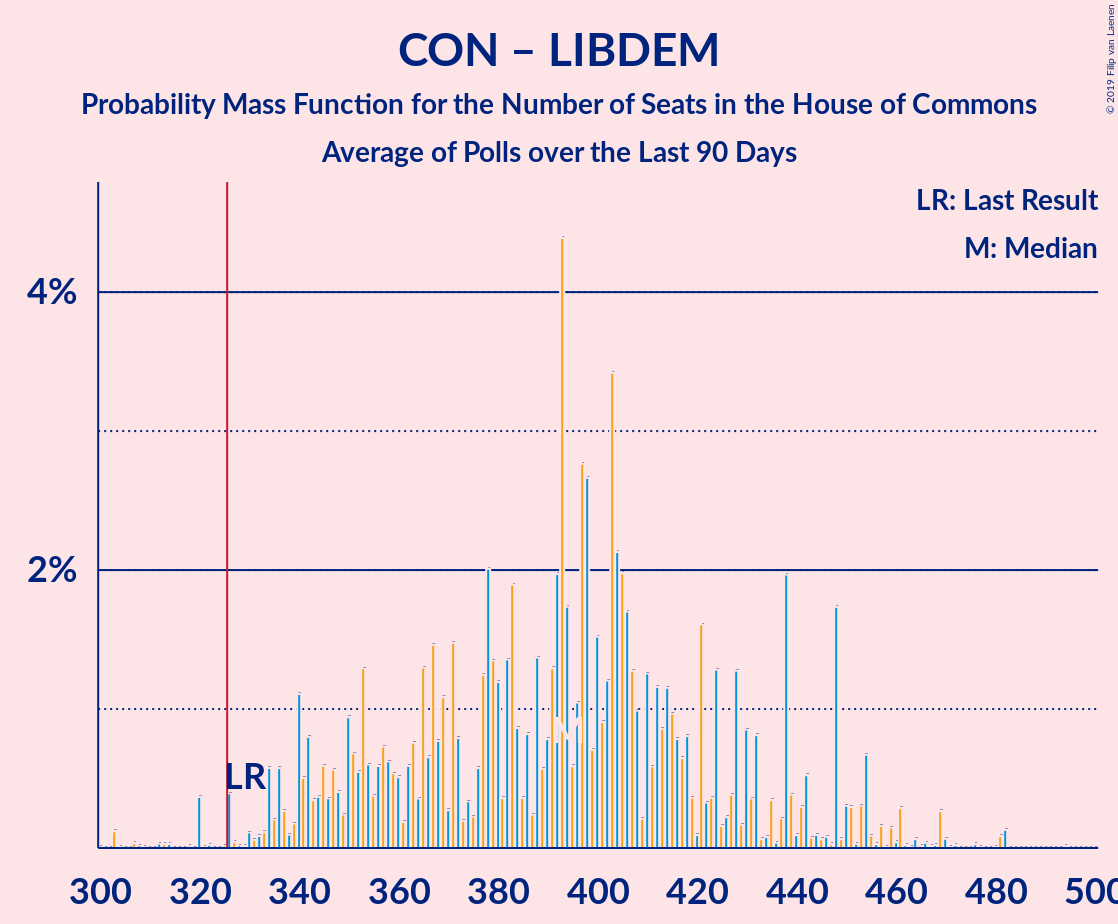 CON – LIBDEM
Probability Mass Function for the Number of Seats in the House of Commons
Average of Polls over the Last 90 Days
© 2019 Filip van Laenen
LR: Last Result
M: Median
4%
2%
LR
M
300 320 340 360 380 400 420 440 460 480 500